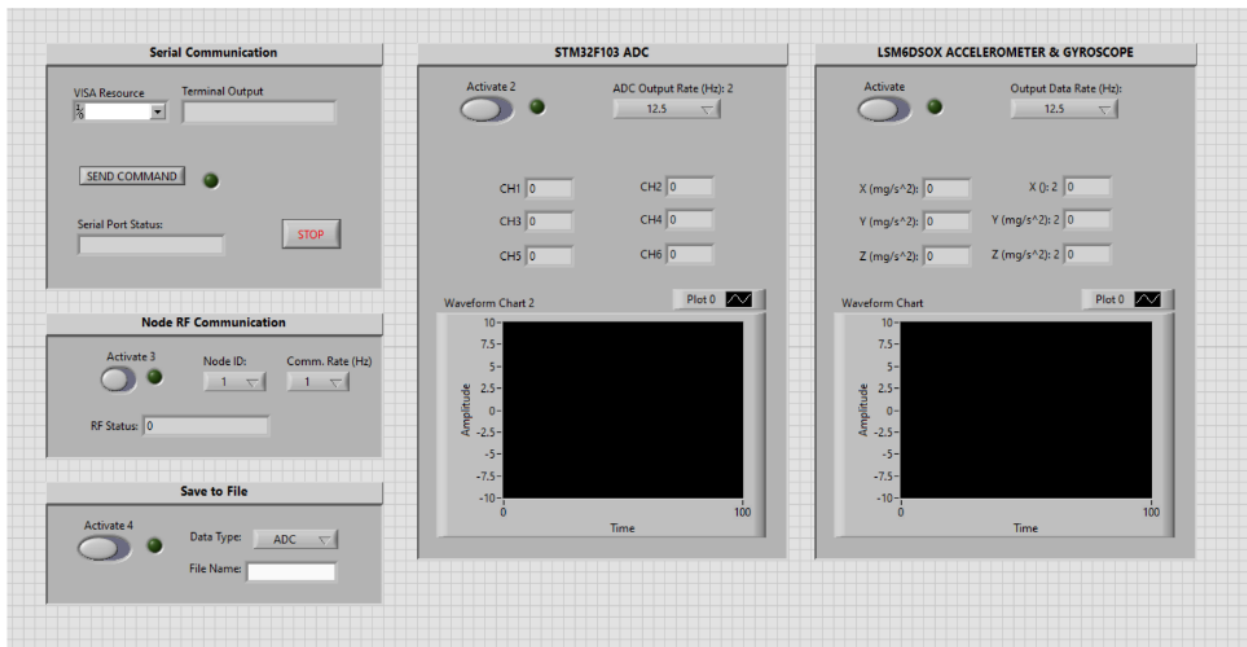 Serial Communication
VISA Resource
Terminal Output
SEND COMMAND
Serial Port Status:
STOP
Node RF Communication
Activate 3
Node ID:
1
Comm. Rate (Hz)
1
RF Status: 0
Save to File
Activate 4
Data Type: ADC
File Name:
STM32F103 ADC
Activate 2
ADC Output Rate (Hz): 2
12.5
CH1 0
CH2 0
CH3 0
CH4 0
CH5 0
CH6 0
Waveform Chart 2
Plot 0
Amplitude
10
7.5
5
2.5
0
-2.5
-5
-7.5
-10
0
100
Time
LSM6DSOX ACCELEROMETER & GYROSCOPE
Activate
Output Data Rate (Hz):
12.5
X (mg/s^2): 0
X (): 2 0
Y (mg/s^2): 0
Y (mg/s^2): 2 0
Z (mg/s^2): 0
Z (mg/s^2): 2 0
Waveform Chart
Plot 0
Amplitude
10
7.5
5
2.5
0
-2.5
-5
-7.5
-10
0
100
Time